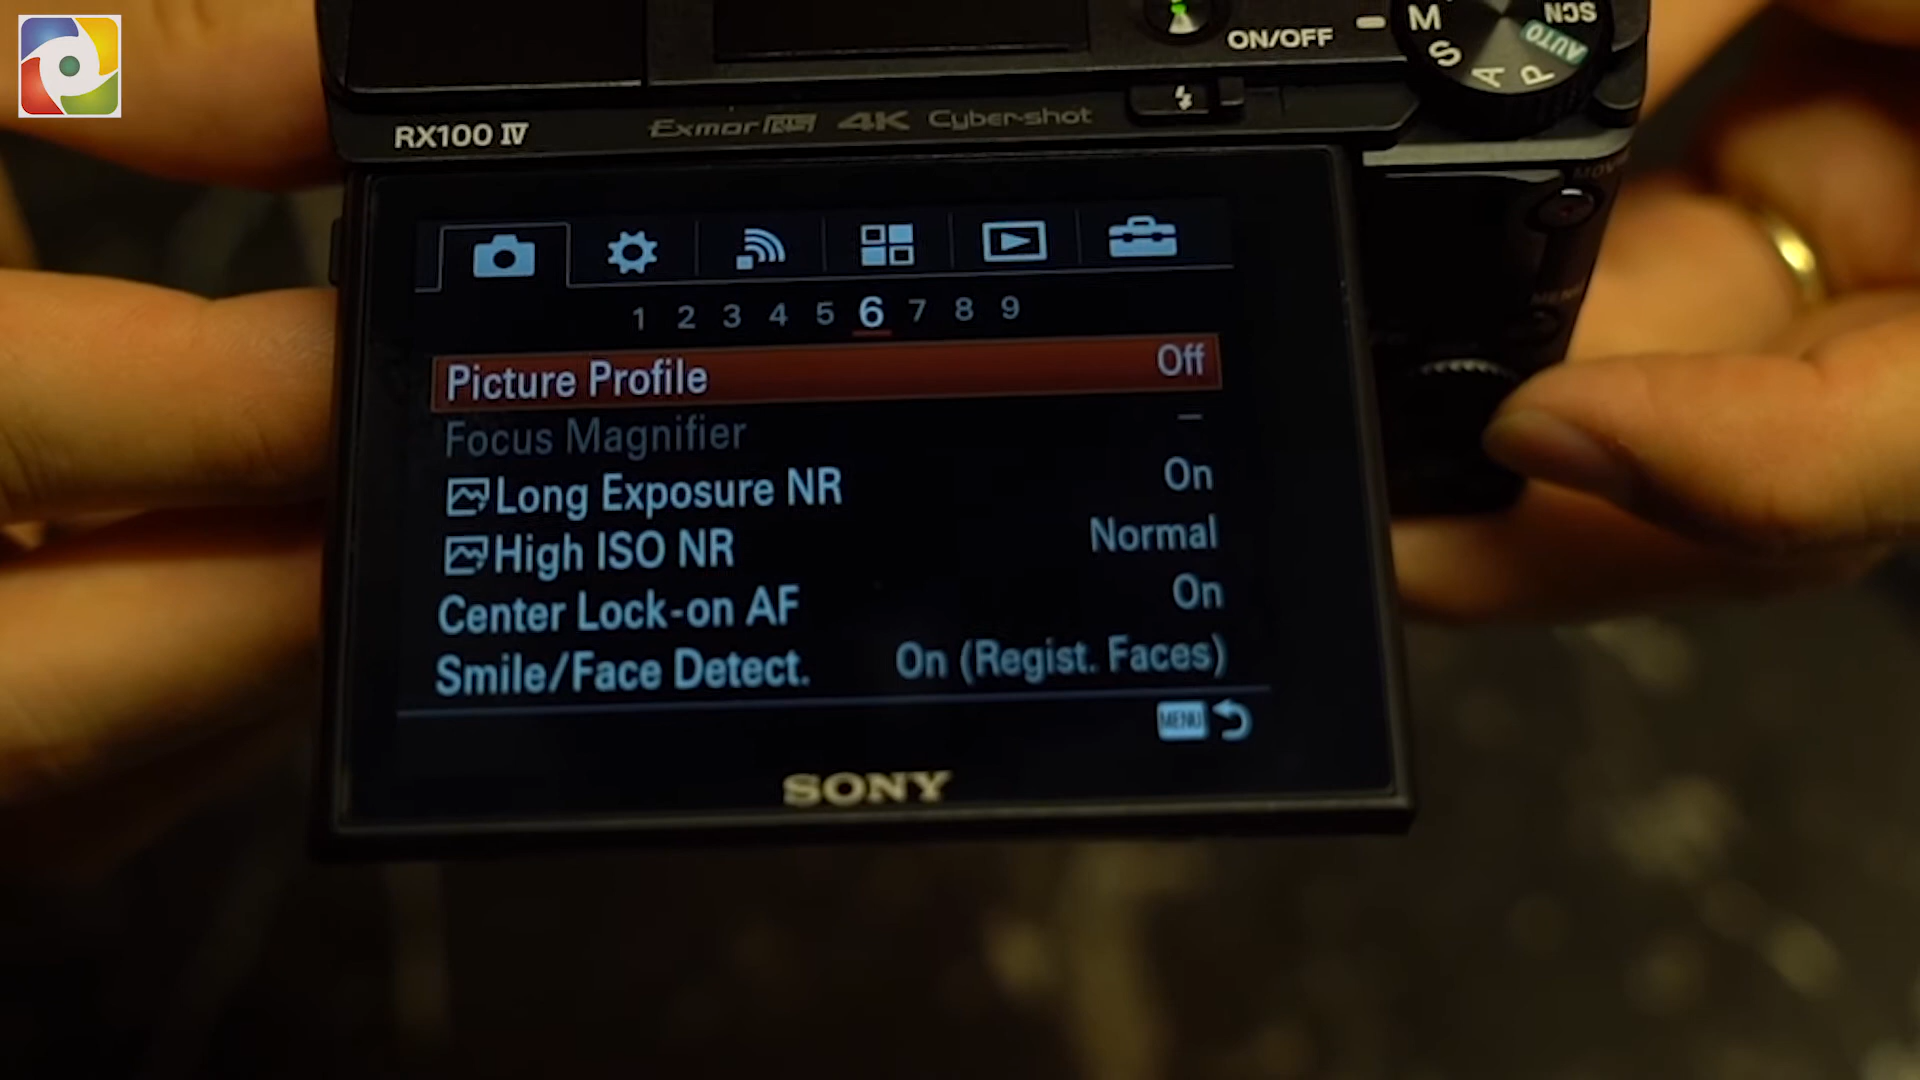 SCN
M
AUTO
S
A
P
ON/OFF
RX100 IV
Exmor RS 4K Cyber-shot
1 2 3 4 5 6 7 8 9
Picture Profile Off
Focus Magnifier –
Long Exposure NR On
High ISO NR Normal
Center Lock-on AF On
Smile/Face Detect. On (Regist. Faces)
MENU
SONY